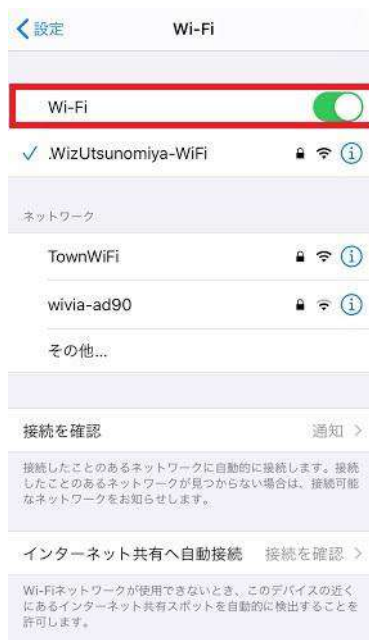 設定 Wi-Fi
Wi-Fi
.WizUtsunomiya-WiFi
ネットワーク
TownWiFi
wivia-ad90
その他...
接続を確認 通知
接続したことのあるネットワークに自動的に接続します。接続
したことのあるネットワークが見つからない場合は、接続可能
なネットワークをお知らせします。
インターネット共有へ自動接続 接続を確認
Wi-Fiネットワークが使用できないとき、このデバイスの近く
にあるインターネット共有スポットを自動的に検出することを
許可します。